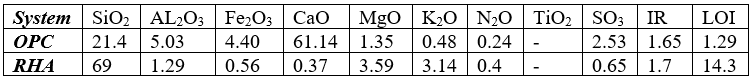 System SiO₂ AL₂O₃ Fe₂O₃ CaO MgO K₂O N₂O TiO₂ SO₃ IR LOI
OPC 21.4 5.03 4.40 61.14 1.35 0.48 0.24 - 2.53 1.65 1.29
RHA 69 1.29 0.56 0.37 3.59 3.14 0.4 - 0.65 1.7 14.3